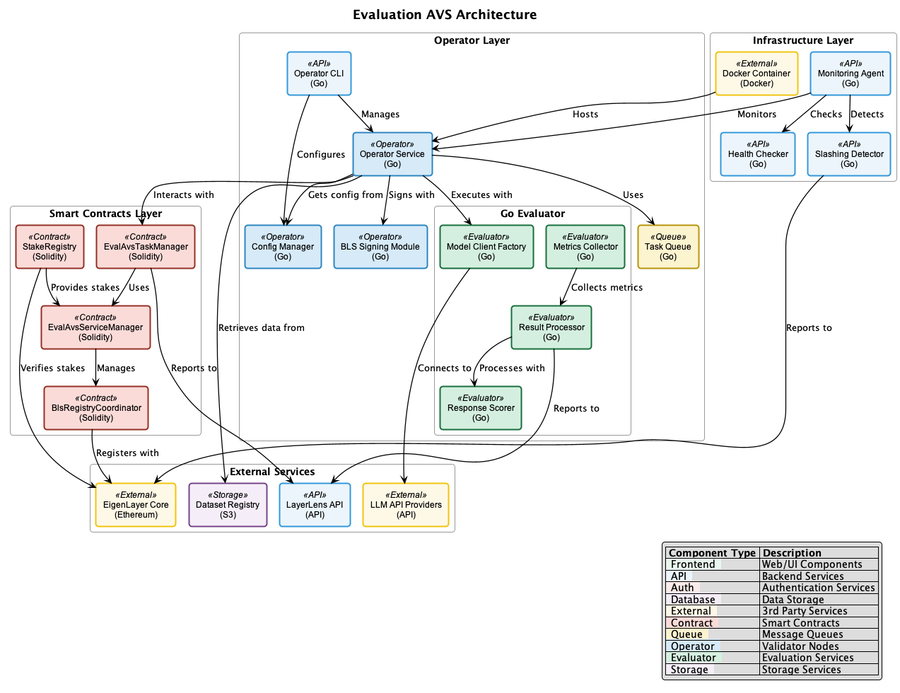 Evaluation AVS Architecture
Operator Layer
Infrastructure Layer
«API»
Operator CLI
(Go)
«External»
Docker Container
(Docker)
«API»
Monitoring Agent
(Go)
Manages
Hosts
Monitors
Checks
Detects
Configures
«Operator»
Operator Service
(Go)
«API»
Health Checker
(Go)
«API»
Slashing Detector
(Go)
Interacts with
Gets config from
Signs with
Executes with
Uses
Smart Contracts Layer
Go Evaluator
«Contract»
StakeRegistry
(Solidity)
«Contract»
EvalAvsTaskManager
(Solidity)
«Operator»
Config Manager
(Go)
«Operator»
BLS Signing Module
(Go)
«Evaluator»
Model Client Factory
(Go)
«Evaluator»
Metrics Collector
(Go)
«Queue»
Task Queue
(Go)
Provides stakes
Uses
Collects metrics
«Contract»
EvalAvsServiceManager
(Solidity)
«Evaluator»
Result Processor
(Go)
Retrieves data from
Reports to
Verifies stakes
Manages
Reports to
Connects to
Processes with
«Contract»
BlsRegistryCoordinator
(Solidity)
«Evaluator»
Response Scorer
(Go)
Reports to
Registers with
External Services
«External»
EigenLayer Core
(Ethereum)
«Storage»
Dataset Registry
(S3)
«API»
LayerLens API
(API)
«External»
LLM API Providers
(API)
Component Type Description
Frontend Web/UI Components
API Backend Services
Auth Authentication Services
Database Data Storage
External 3rd Party Services
Contract Smart Contracts
Queue Message Queues
Operator Validator Nodes
Evaluator Evaluation Services
Storage Storage Services